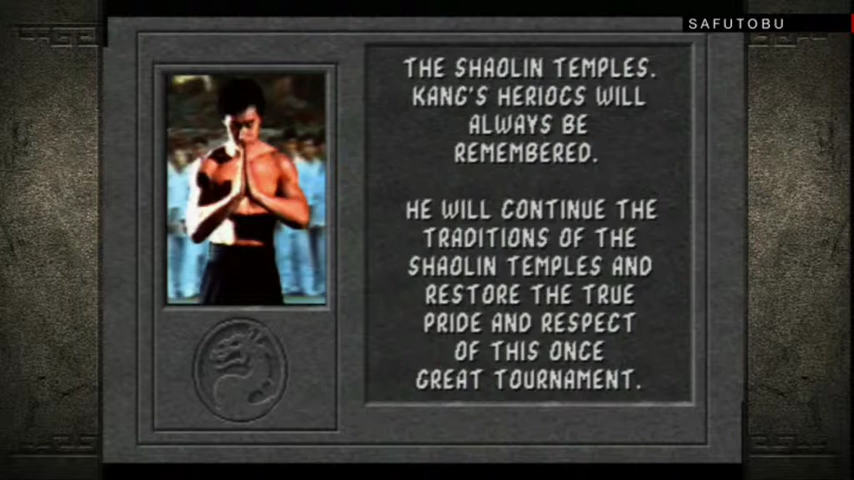 SAFUTOBU
THE SHAOLIN TEMPLES.
KANG'S HERIOCS WILL
ALWAYS BE
REMEMBERED.
HE WILL CONTINUE THE
TRADITIONS OF THE
SHAOLIN TEMPLES AND
RESTORE THE TRUE
PRIDE AND RESPECT
OF THIS ONCE
GREAT TOURNAMENT.